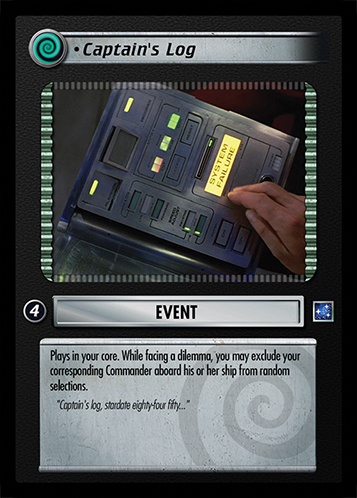 • Captain's Log
SYSTEM
FAILURE
4
EVENT
Plays in your core. While facing a dilemma, you may exclude your
corresponding Commander aboard his or her ship from random
selections.
"Captain's log, stardate eighty-four fifty..."